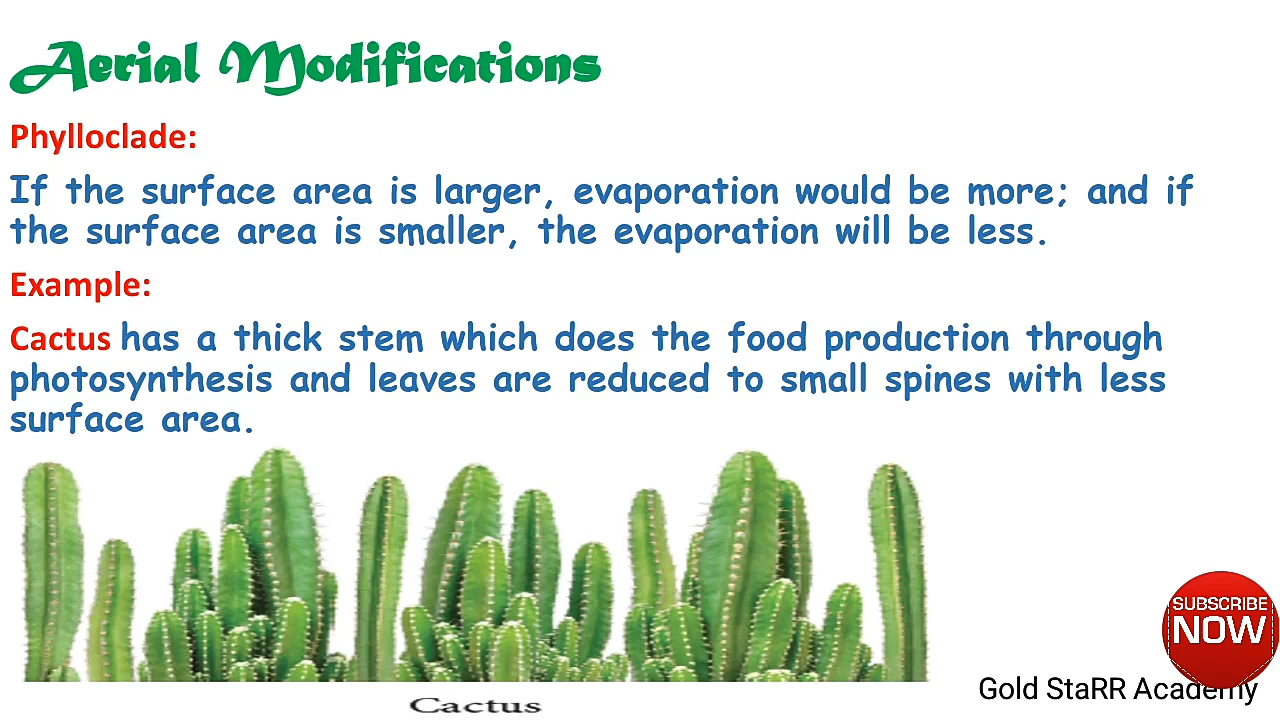 Aerial Modifications
Phylloclade:
If the surface area is larger, evaporation would be more; and if
the surface area is smaller, the evaporation will be less.
Example:
Cactus has a thick stem which does the food production through
photosynthesis and leaves are reduced to small spines with less
surface area.
Cactus
SUBSCRIBE
NOW
Gold StaRR Academy